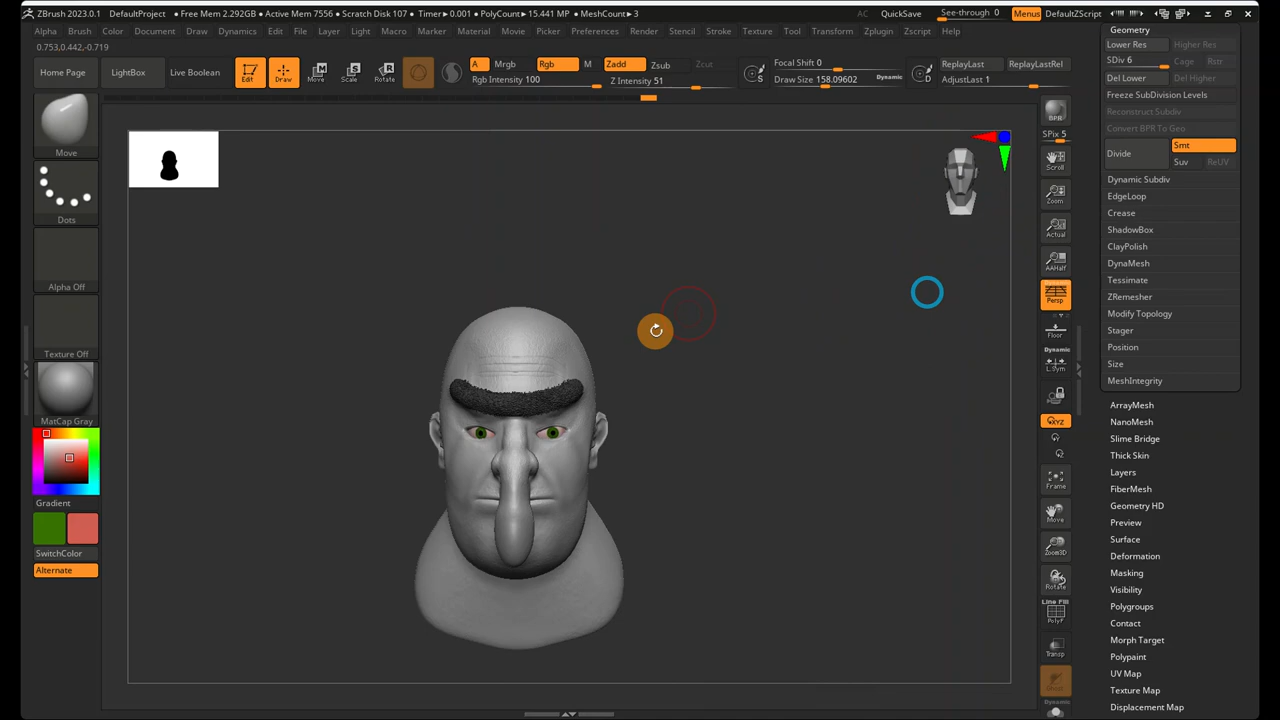 ZBrush 2023.0.1 DefaultProject • Free Mem 2.292GB • Active Mem 7556 • Scratch Disk 107 • Timer▸0.001 • PolyCount▸15.441 MP • MeshCount▸3 AC QuickSave See-through 0 Menus DefaultZScript
Alpha Brush Color Document Draw Dynamics Edit File Layer Light Macro Marker Material Movie Picker Preferences Render Stencil Stroke Texture Tool Transform Zplugin Zscript Help
0.753,0.442,-0.719
Home Page LightBox Live Boolean Edit Draw Move Scale Rotate
A Mrgb Rgb M Zadd Zsub Zcut
Rgb Intensity 100 Z Intensity 51
S Focal Shift 0
Draw Size 158.09602 Dynamic
D ReplayLast ReplayLastRel
AdjustLast 1
Move
Dots
Alpha Off
Texture Off
MatCap Gray
Gradient
SwitchColor
Alternate
BPR
SPix 5
Scroll
Zoom
Actual
AAHalf
Persp
Floor
Dynamic
L.Sym
XYZ
Frame
Move
Zoom3D
Rotate
Line Fill
PolyF
Transp
Dynamic
Geometry
Lower Res Higher Res
SDiv 6 Cage Rstr
Del Lower Del Higher
Freeze SubDivision Levels
Reconstruct Subdiv
Convert BPR To Geo
Divide Smt
Suv ReUV
Dynamic Subdiv
EdgeLoop
Crease
ShadowBox
ClayPolish
DynaMesh
Tessimate
ZRemesher
Modify Topology
Stager
Position
Size
MeshIntegrity
ArrayMesh
NanoMesh
Slime Bridge
Thick Skin
Layers
FiberMesh
Geometry HD
Preview
Surface
Deformation
Masking
Visibility
Polygroups
Contact
Morph Target
Polypaint
UV Map
Texture Map
Displacement Map